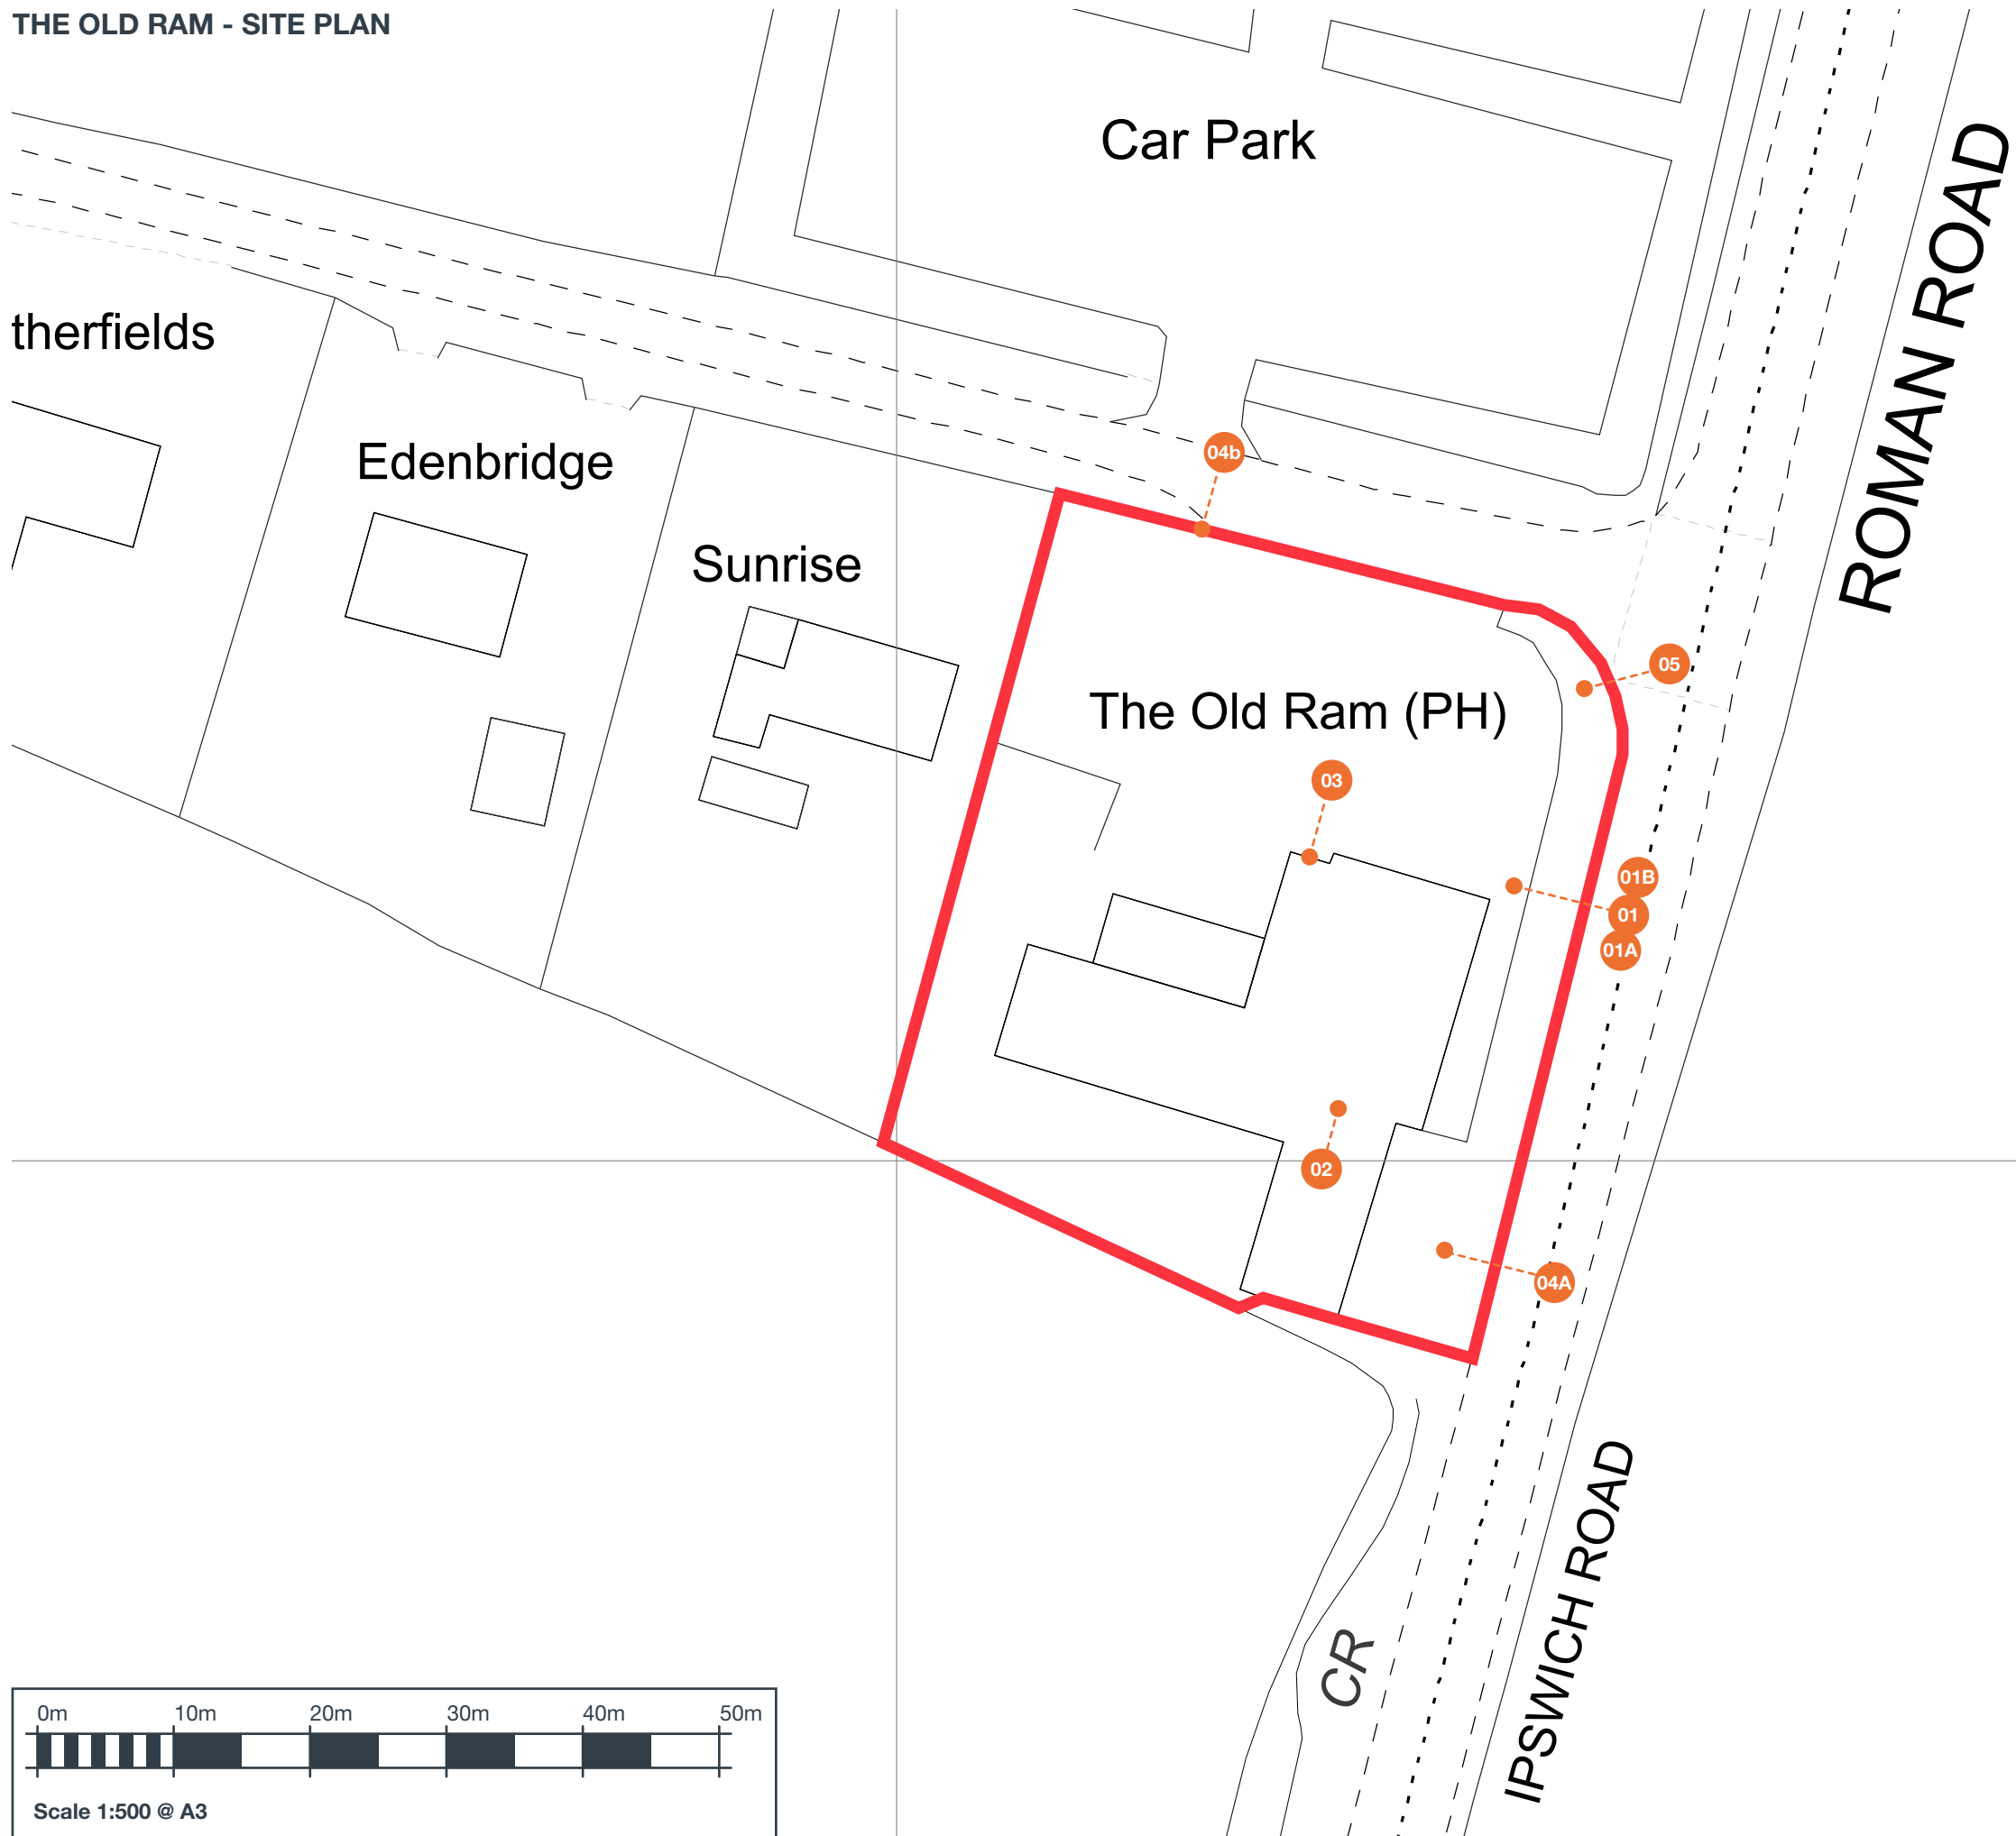 THE OLD RAM - SITE PLAN
Car Park
ROMAN ROAD
therfields
Edenbridge
04b
Sunrise
05
The Old Ram (PH)
03
01B
01
01A
02
04A
IPSWICH ROAD
CR
0m 10m 20m 30m 40m 50m
Scale 1:500 @ A3